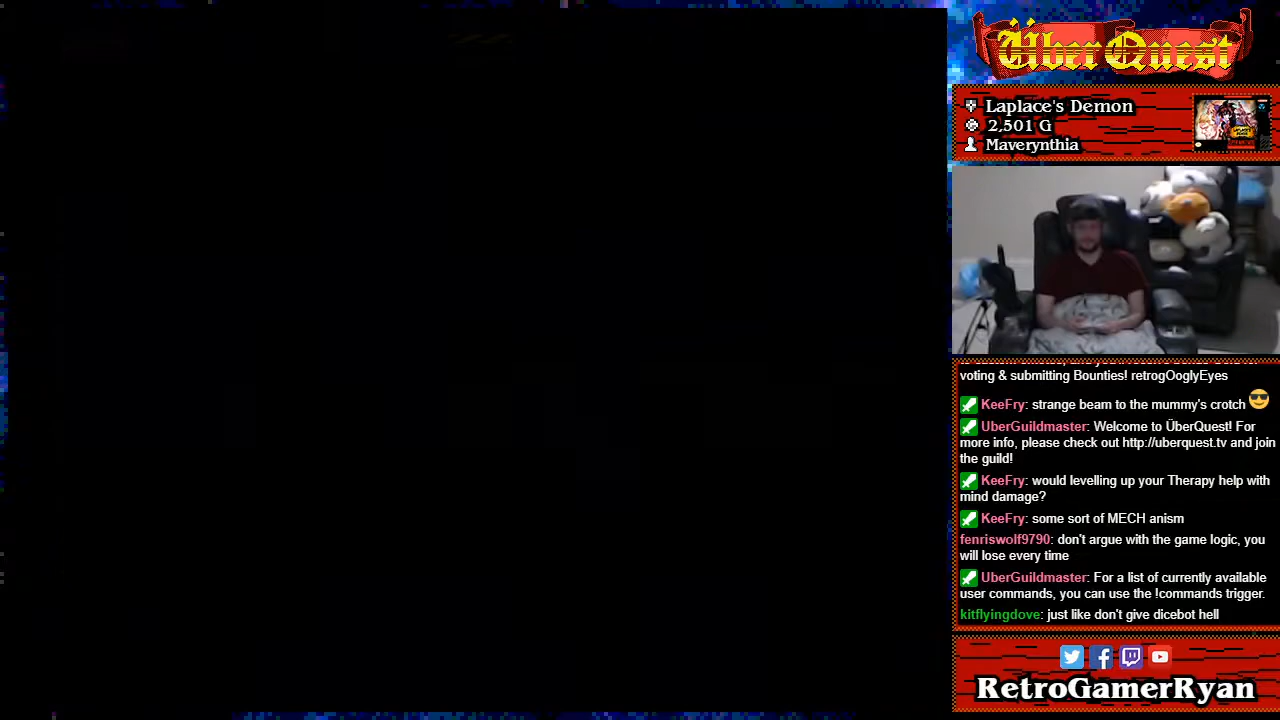 ÜberQuest
Laplace's Demon
2,501 G
Maverynthia
voting & submitting Bounties! retrogOoglyEyes
KeeFry: strange beam to the mummy's crotch
UberGuildmaster: Welcome to ÜberQuest! For
more info, please check out http://uberquest.tv and join
the guild!
KeeFry: would levelling up your Therapy help with
mind damage?
KeeFry: some sort of MECH anism
fenriswolf9790: don't argue with the game logic, you
will lose every time
UberGuildmaster: For a list of currently available
user commands, you can use the !commands trigger.
kitflyingdove: just like don't give dicebot hell
RetroGamerRyan